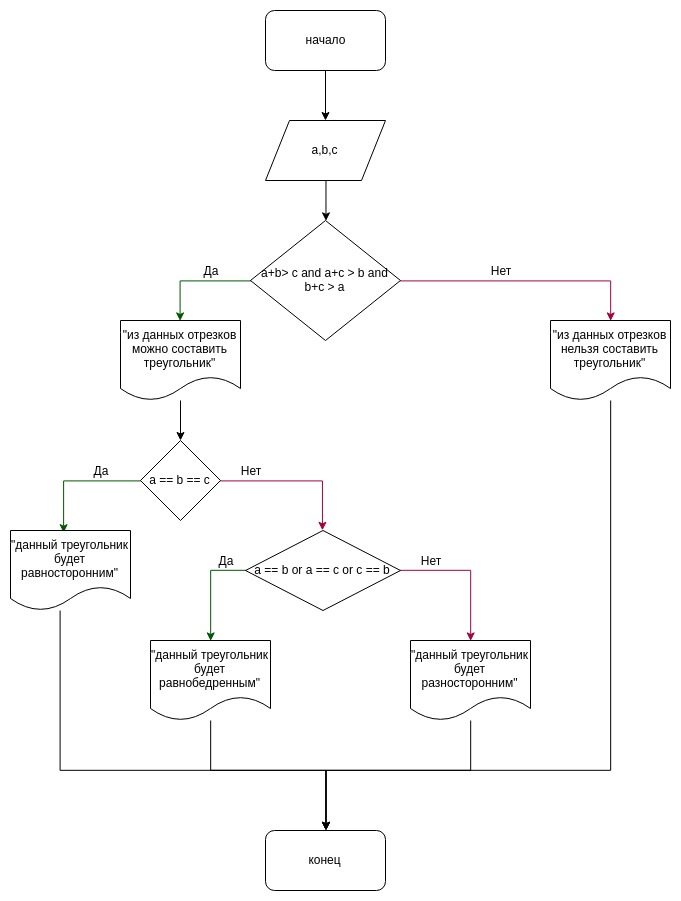 начало
a,b,c
a+b> c and a+c > b and
b+c > a
Да
Нет
"из данных отрезков
можно составить
треугольник"
"из данных отрезков
нельзя составить
треугольник"
a == b == c
Да
Нет
"данный треугольник
будет
равносторонним"
a == b or a == c or c == b
Да
Нет
"данный треугольник
будет
равнобедренным"
"данный треугольник
будет
разносторонним"
конец